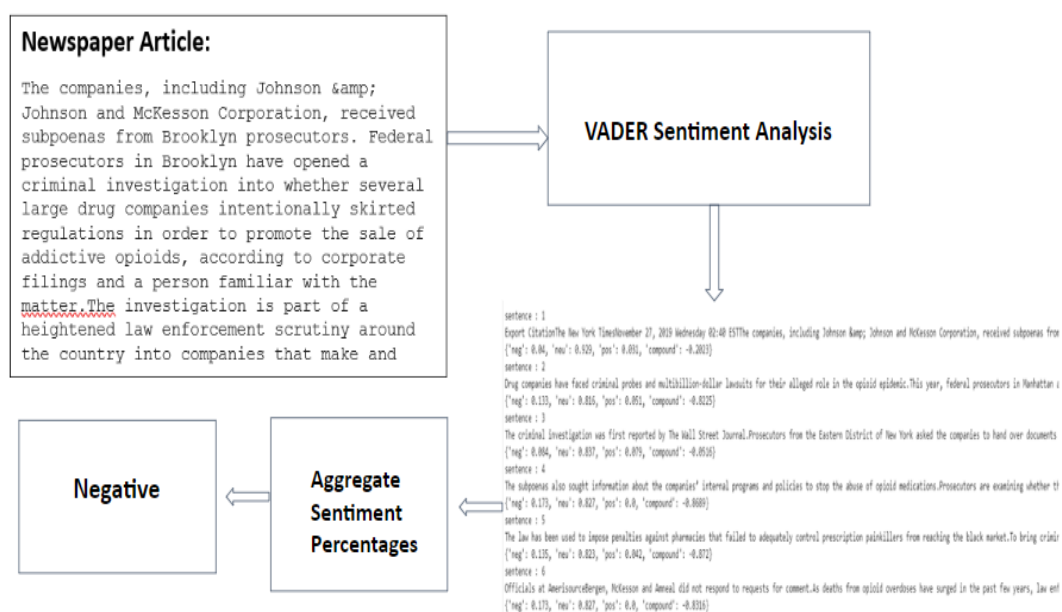 Newspaper Article:
The companies, including Johnson &amp;
Johnson and McKesson Corporation, received
subpoenas from Brooklyn prosecutors. Federal
prosecutors in Brooklyn have opened a
criminal investigation into whether several
large drug companies intentionally skirted
regulations in order to promote the sale of
addictive opioids, according to corporate
filings and a person familiar with the
matter.The investigation is part of a
heightened law enforcement scrutiny around
the country into companies that make and
VADER Sentiment Analysis
sentence : 1
Export CitationThe New York TimesNovember 27, 2019 Wednesday 02:40 ESTThe companies, including Johnson &amp; Johnson and McKesson Corporation, received subpoenas from
{'neg': 0.04, 'neu': 0.929, 'pos': 0.031, 'compound': -0.2023}
sentence : 2
Drug companies have faced criminal probes and multibillion-dollar lawsuits for their alleged role in the opioid epidemic.This year, federal prosecutors in Manhattan
{'neg': 0.133, 'neu': 0.816, 'pos': 0.051, 'compound': -0.8225}
sentence : 3
The criminal investigation was first reported by The Wall Street Journal.Prosecutors from the Eastern District of New York asked the companies to hand over documents
{'neg': 0.084, 'neu': 0.837, 'pos': 0.079, 'compound': -0.0516}
sentence : 4
The subpoenas also sought information about the companies' internal programs and policies to stop the abuse of opioid medications.Prosecutors are examining whether th
{'neg': 0.173, 'neu': 0.827, 'pos': 0.0, 'compound': -0.8689}
sentence : 5
The law has been used to impose penalties against pharmacies that failed to adequately control prescription painkillers from reaching the black market.To bring crimin
{'neg': 0.135, 'neu': 0.823, 'pos': 0.042, 'compound': -0.872}
sentence : 6
Officials at AmerisourceBergen, McKesson and Amneal did not respond to requests for comment.As deaths from opioid overdoses have surged in the past few years, law enf
{'neg': 0.173, 'neu': 0.827, 'pos': 0.0, 'compound': -0.8316}
Aggregate
Sentiment
Percentages
Negative